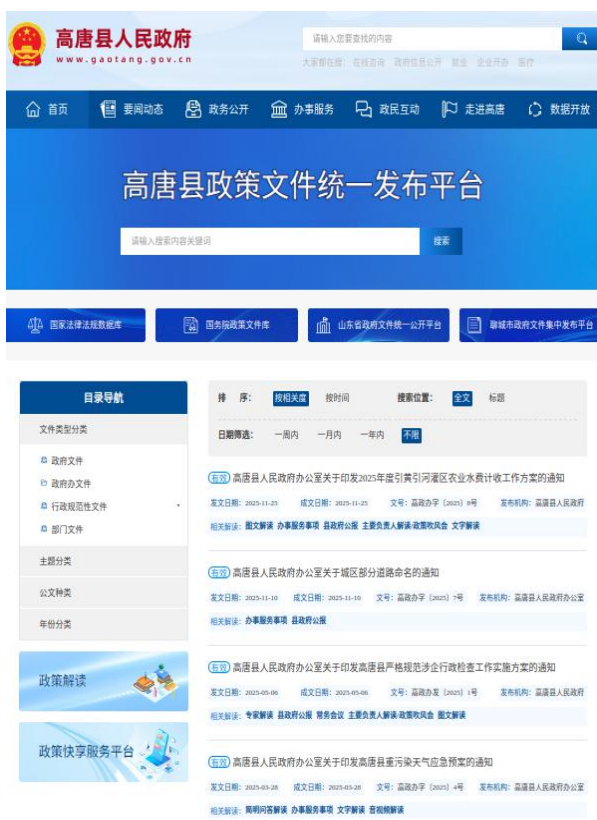 高唐县人民政府
www.gaotang.gov.cn
请输入您要查找的内容
大家都在搜： 在线咨询 政府信息公开 就业 企业开办 医疗
首页 要闻动态 政务公开 办事服务 政民互动 走进高唐 数据开放
高唐县政策文件统一发布平台
请输入搜索内容关键词 搜索
国家法律法规数据库 国务院政策文件库 山东省政府文件统一公开平台 聊城市政府文件集中发布平台
目录导航
文件类型分类
政府文件
政府办文件
行政规范性文件
部门文件
主题分类
公文种类
年份分类
政策解读
政策快享服务平台
排 序： 按相关度 按时间 搜索位置： 全文 标题
日期筛选： 一周内 一月内 一年内 不限
有效 高唐县人民政府办公室关于印发2025年度引黄引河灌区农业水费计收工作方案的通知
发文日期： 2025-11-25 成文日期： 2025-11-25 文号：高政办字〔2025〕8号 发布机构：高唐县人民政府
相关解读： 图文解读 办事服务事项 县政府公报 主要负责人解读/政策吹风会 文字解读
有效 高唐县人民政府办公室关于城区部分道路命名的通知
发文日期： 2025-11-10 成文日期： 2025-11-10 文号：高政办字〔2025〕7号 发布机构：高唐县人民政府办公室
相关解读： 办事服务事项 县政府公报
有效 高唐县人民政府办公室关于印发高唐县严格规范涉企行政检查工作实施方案的通知
发文日期： 2025-05-06 成文日期： 2025-05-06 文号：高政办发〔2025〕1号 发布机构：高唐县人民政府
相关解读： 专家解读 县政府公报 常务会议 主要负责人解读/政策吹风会 图文解读
有效 高唐县人民政府办公室关于印发高唐县重污染天气应急预案的通知
发文日期： 2025-03-28 成文日期： 2025-03-28 文号：高政办字〔2025〕4号 发布机构：高唐县人民政府办公室
相关解读： 简明问答解读 办事服务事项 文字解读 音视频解读